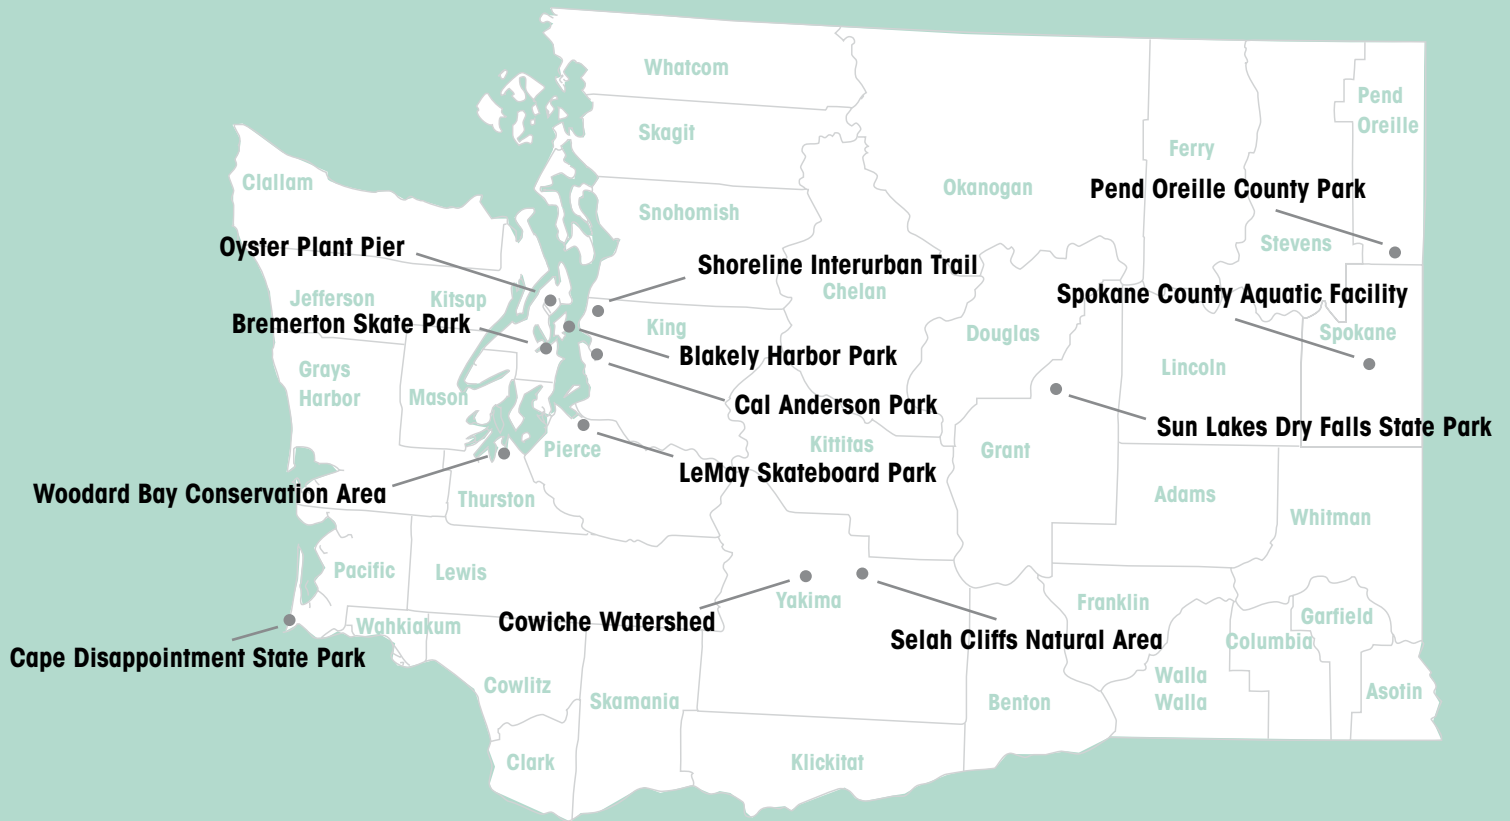 Whatcom
Pend
Oreille
Skagit
Ferry
Clallam
Okanogan
Pend Oreille County Park
Snohomish
Stevens
Oyster Plant Pier
Shoreline Interurban Trail
Chelan
Spokane County Aquatic Facility
Jefferson
Kitsap
Bremerton Skate Park
King
Douglas
Spokane
Blakely Harbor Park
Lincoln
Grays
Harbor
Mason
Cal Anderson Park
Sun Lakes Dry Falls State Park
Kittitas
Pierce
Grant
LeMay Skateboard Park
Woodard Bay Conservation Area
Thurston
Adams
Whitman
Pacific
Lewis
Yakima
Franklin
Cowiche Watershed
Garfield
Wahkiakum
Selah Cliffs Natural Area
Columbia
Cape Disappointment State Park
Walla
Walla
Cowlitz
Skamania
Benton
Asotin
Clark
Klickitat